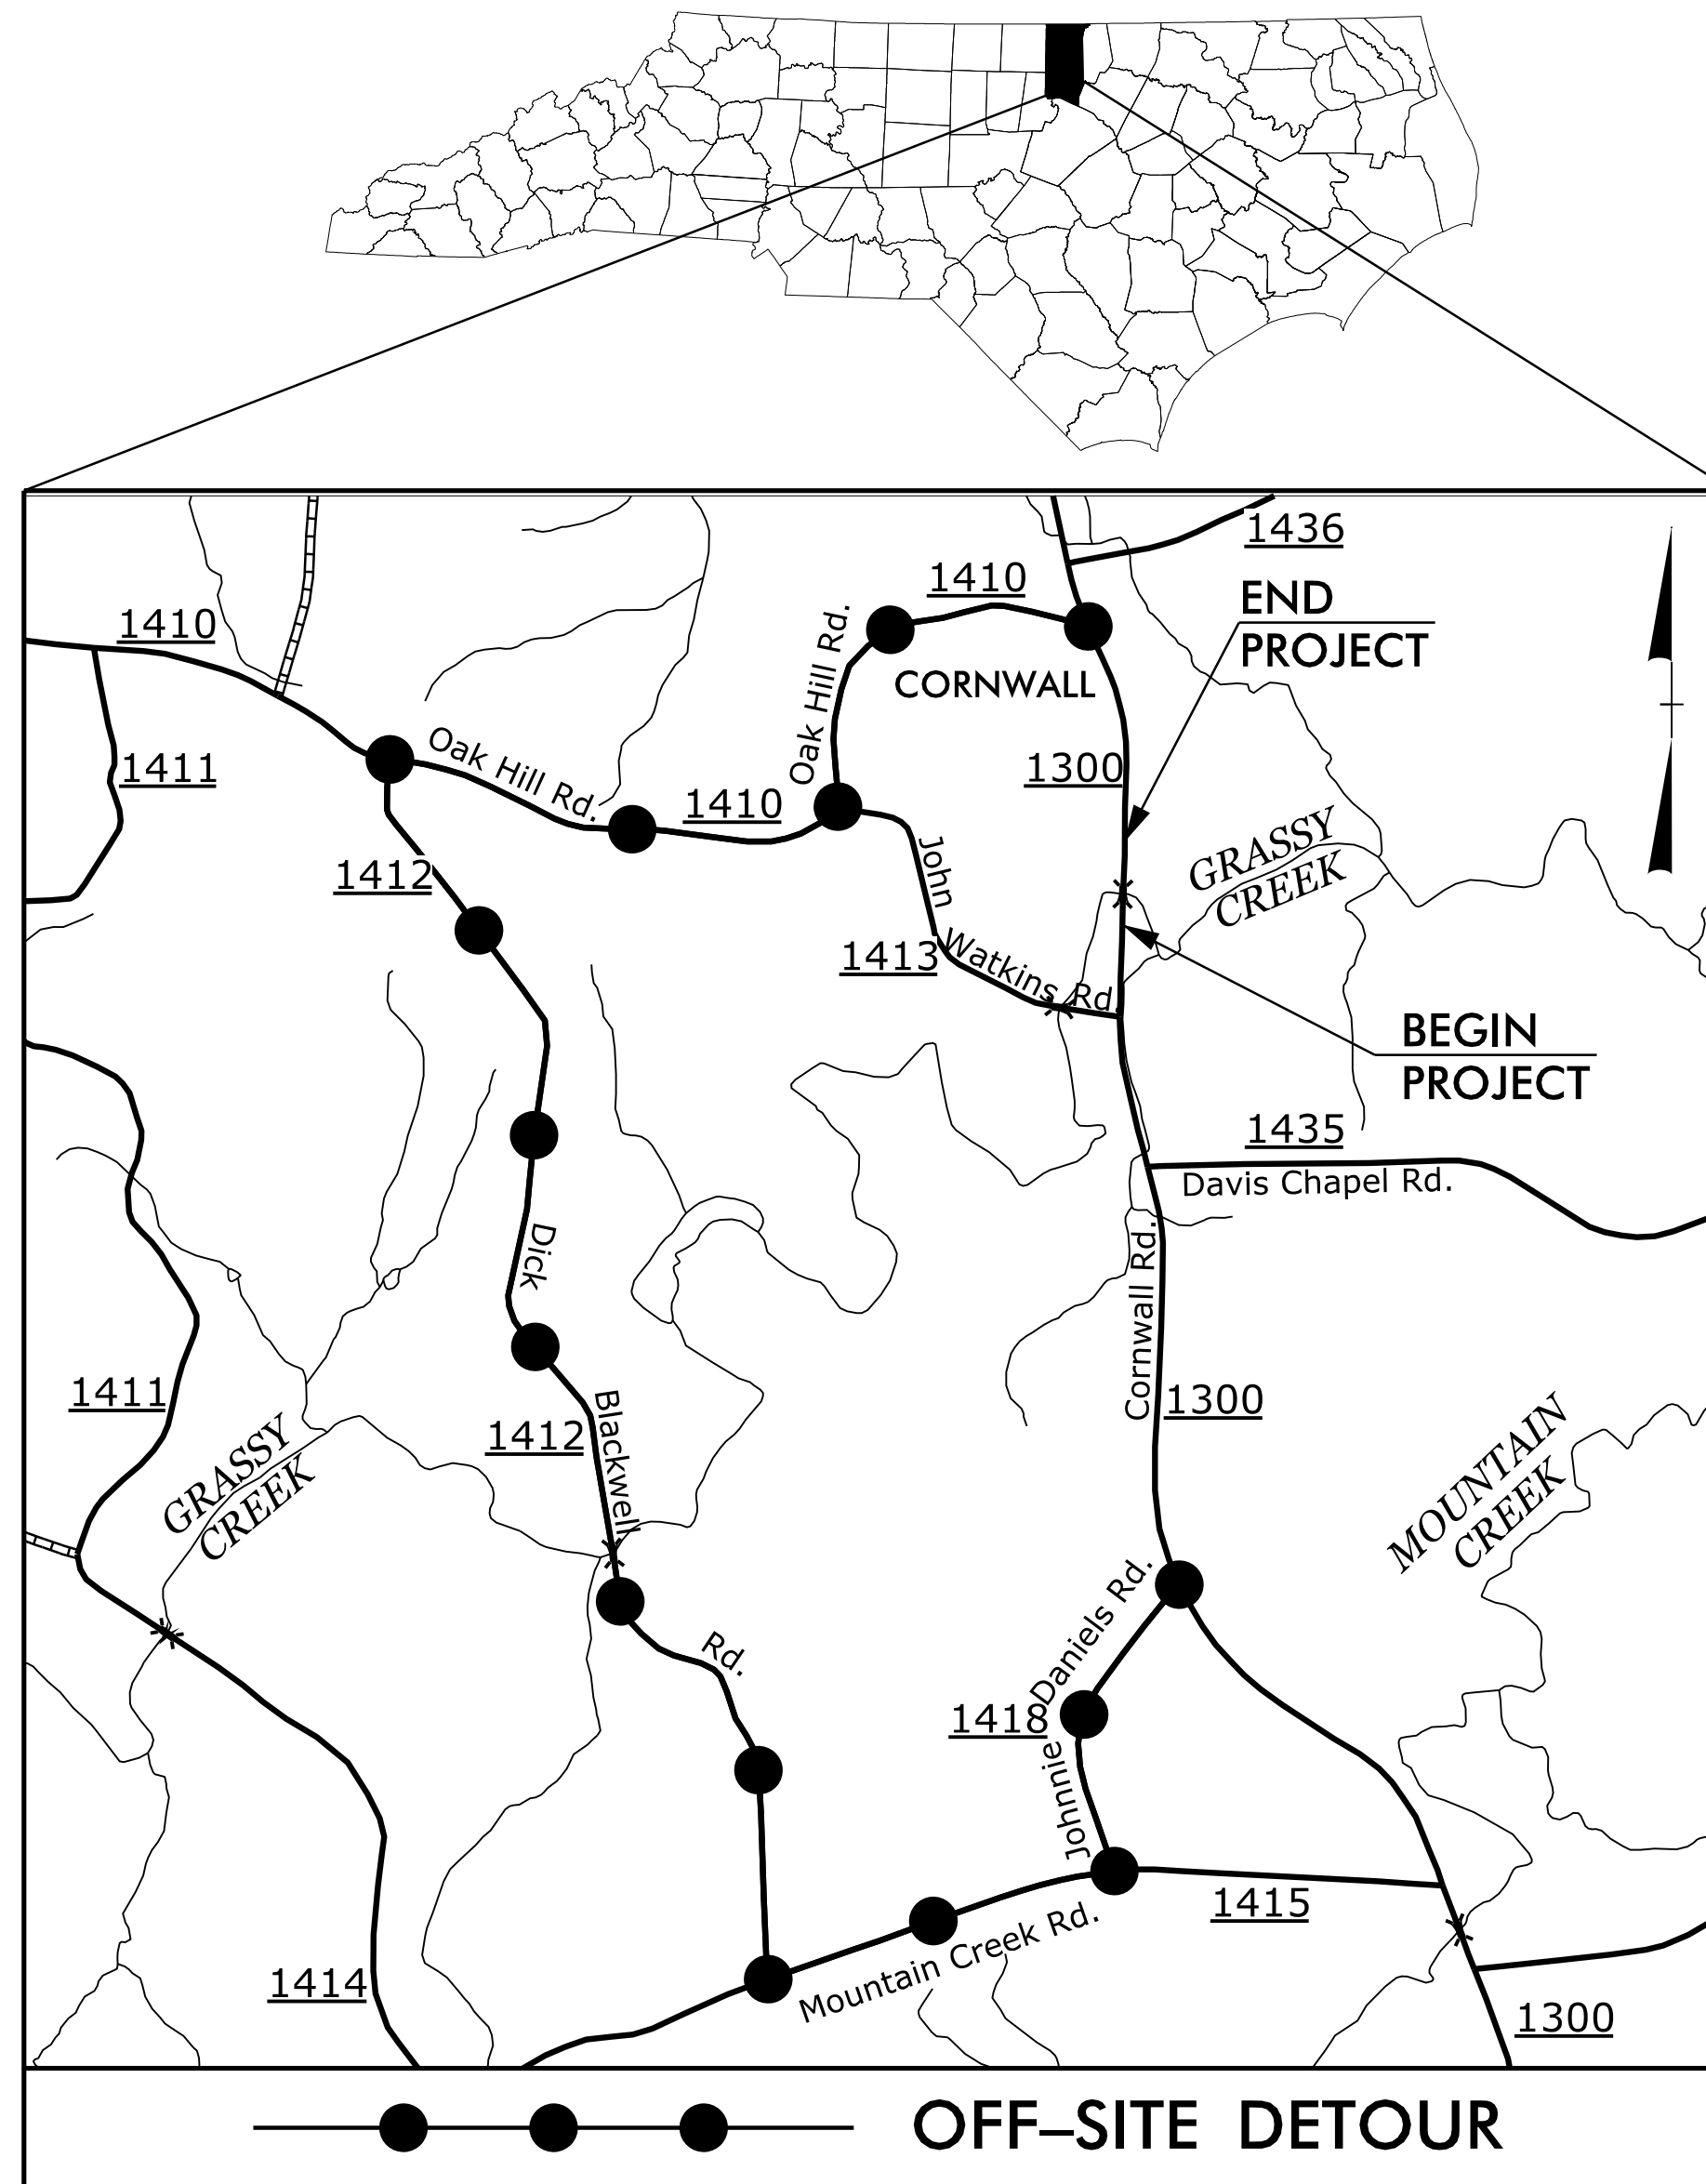 1436
END
PROJECT
1410
1410
Oak Hill Rd.
CORNWALL
1411
Oak Hill Rd.
1410
1300
1412
John
GRASSY
CREEK
1413
Watkins Rd.
BEGIN
PROJECT
1435
Davis Chapel Rd.
Dick
Cornwall Rd.
1411
1300
1412
Blackwell
GRASSY
CREEK
MOUNTAIN
CREEK
Rd.
1418
Johnnie Daniels Rd.
1415
Mountain Creek Rd.
1414
1300
OFF–SITE DETOUR